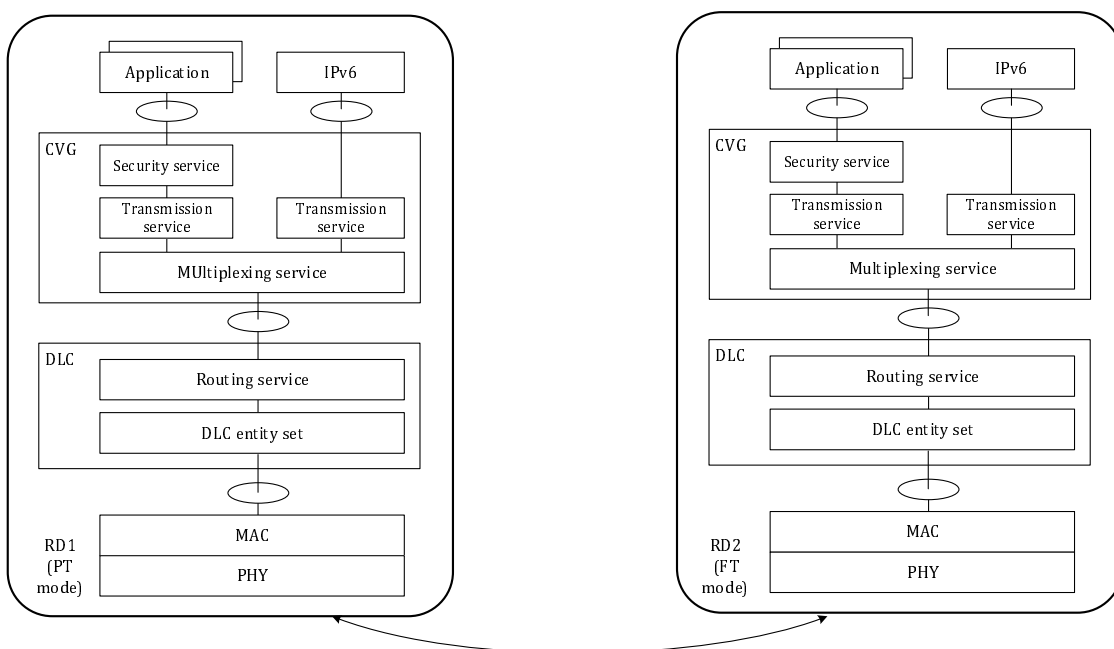 Application
IPv6
CVG
Security service
Transmission
service
Transmission
service
MUltiplexing service
DLC
Routing service
DLC entity set
MAC
PHY
RD1
(PT
mode)
Application
IPv6
CVG
Security service
Transmission
service
Transmission
service
Multiplexing service
DLC
Routing service
DLC entity set
MAC
PHY
RD2
(FT
mode)